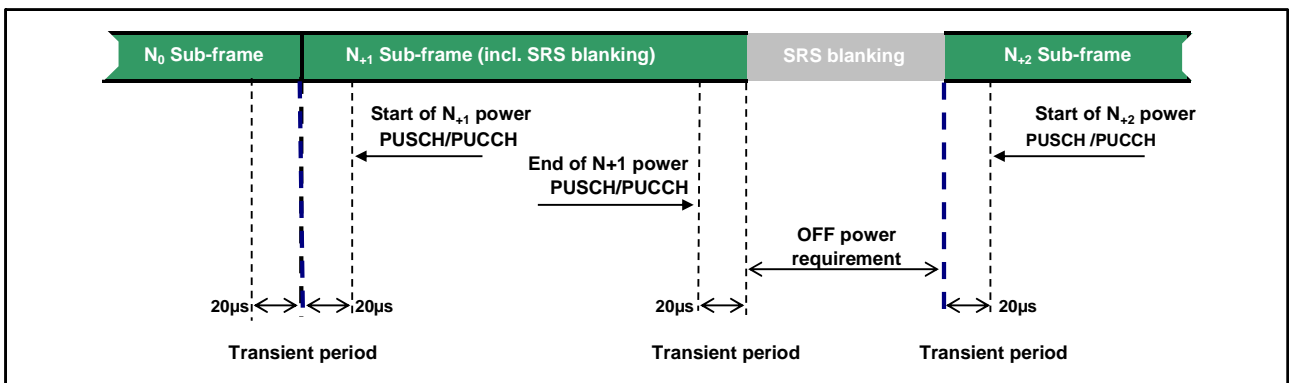 N₀ Sub-frame
N₊₁ Sub-frame (incl. SRS blanking)
SRS blanking
N₊₂ Sub-frame
Start of N₊₁ power
PUSCH/PUCCH
Start of N₊₂ power
PUSCH /PUCCH
End of N+1 power
PUSCH/PUCCH
OFF power
requirement
20µs
20µs
20µs
20µs
Transient period
Transient period
Transient period